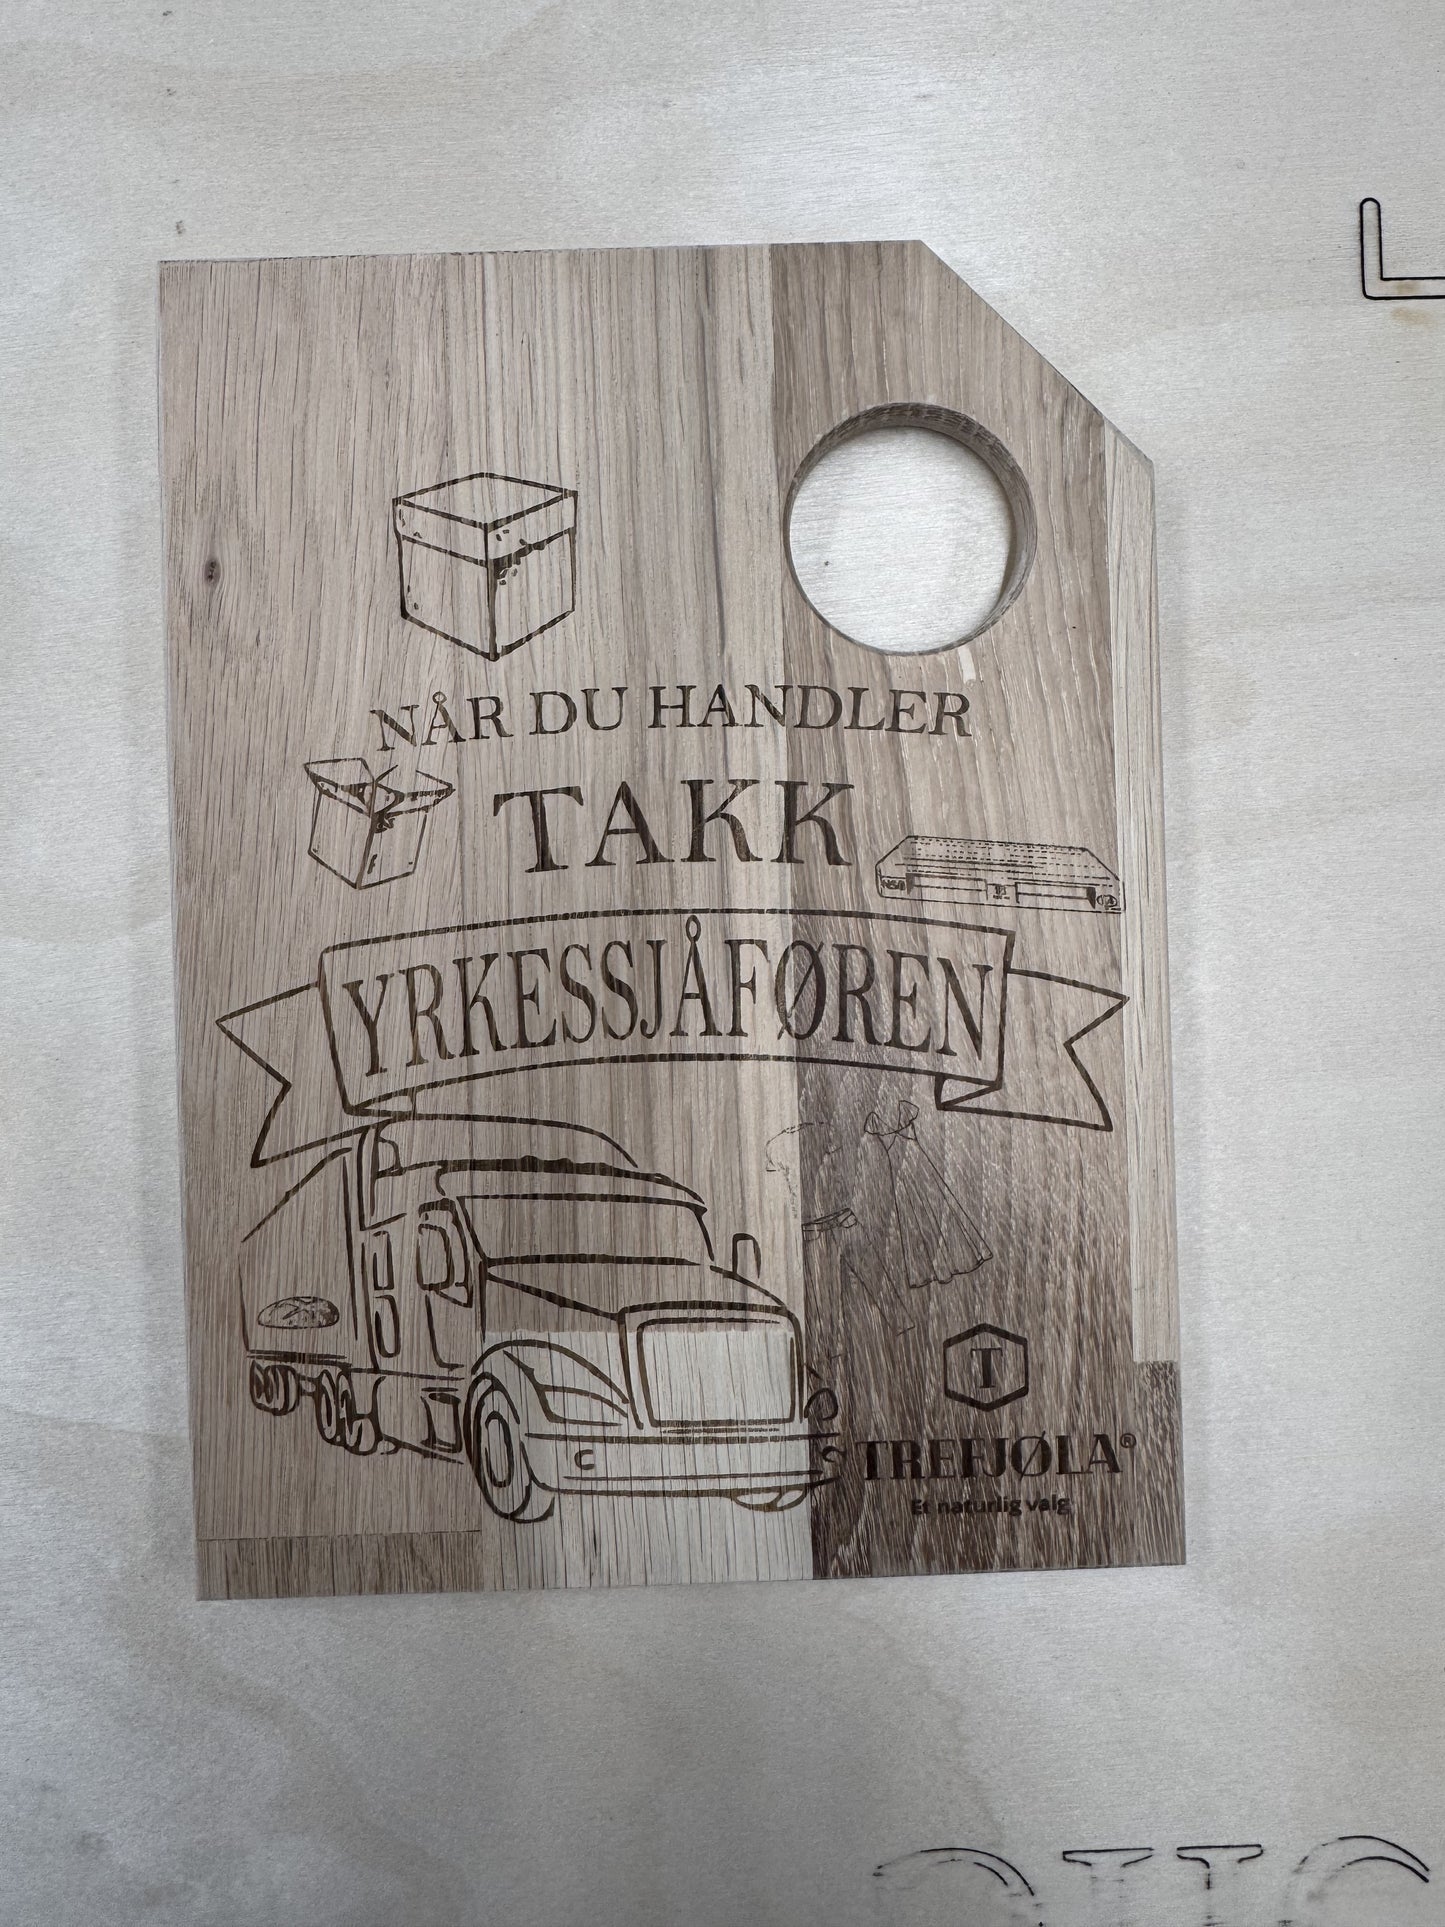 NÅR DU HANDLER
TAKK
YRKESSJÅFØREN
T
TREFJØLA®
Et naturlig valg